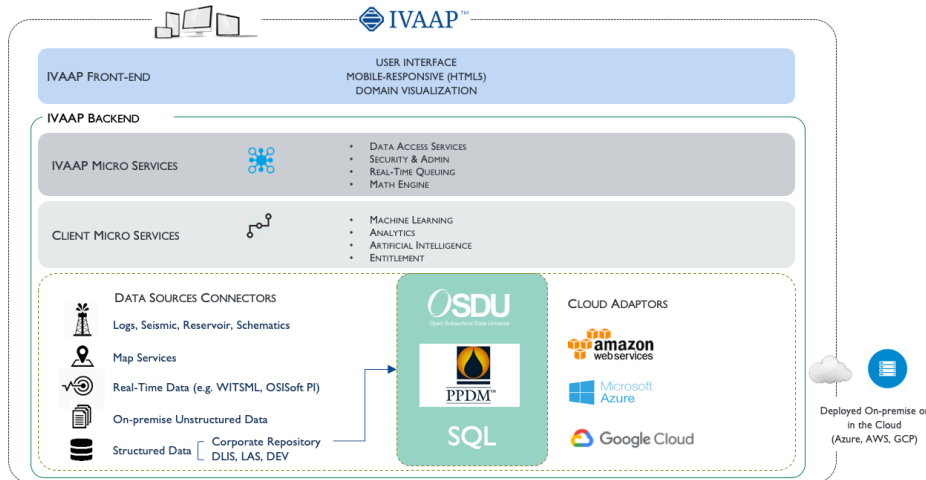 IVAAP™
IVAAP FRONT-END
USER INTERFACE
MOBILE-RESPONSIVE (HTML5)
DOMAIN VISUALIZATION
IVAAP BACKEND
IVAAP MICRO SERVICES
• DATA ACCESS SERVICES
• SECURITY & ADMIN
• REAL-TIME QUEUING
• MATH ENGINE
CLIENT MICRO SERVICES
• MACHINE LEARNING
• ANALYTICS
• ARTIFICIAL INTELLIGENCE
• ENTITLEMENT
DATA SOURCES CONNECTORS
Logs, Seismic, Reservoir, Schematics
Map Services
Real-Time Data (e.g. WITSML, OSISoft PI)
On-premise Unstructured Data
Structured Data
Corporate Repository
DLIS, LAS, DEV
OSDU
Open Subsurface Data Universe
PPDM™
SQL
CLOUD ADAPTORS
amazon
webservices
Microsoft
Azure
Google Cloud
Deployed On-premise or
in the Cloud
(Azure, AWS, GCP)